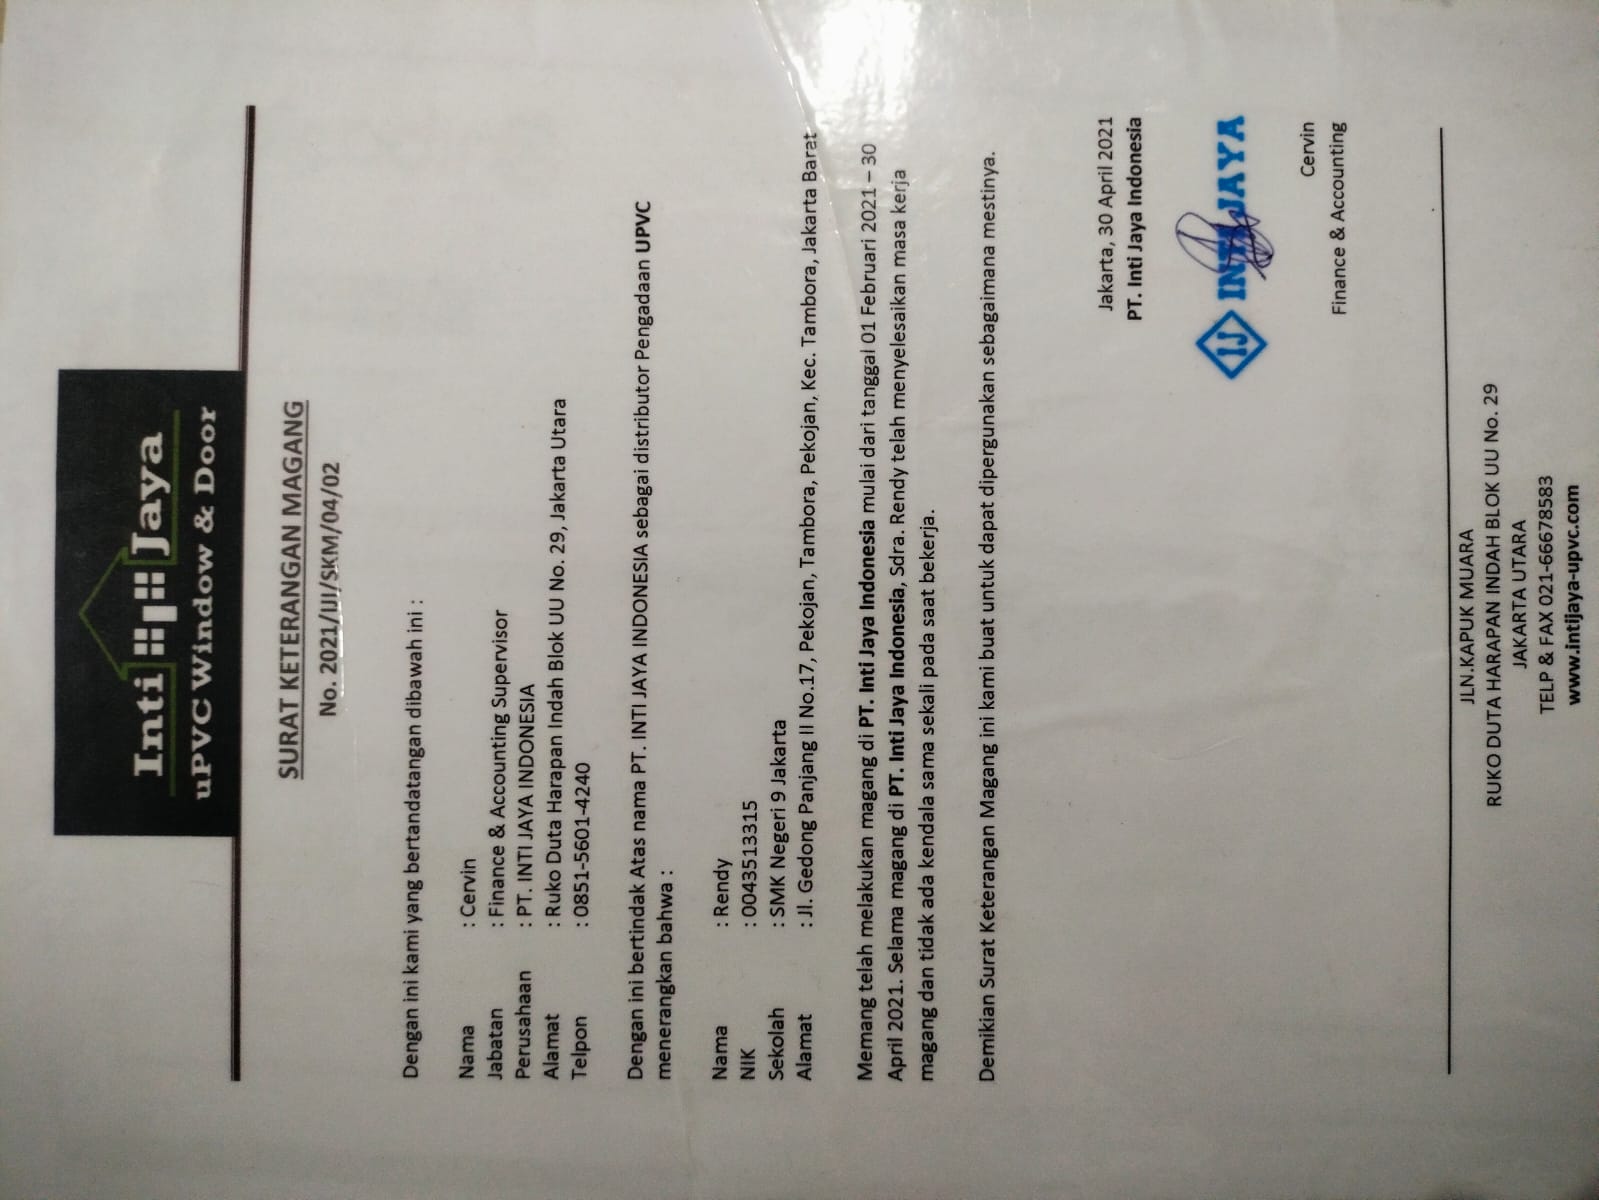 Inti Jaya
uPVC Window & Door
SURAT KETERANGAN MAGANG
No. 2021/IJI/SKM/04/02
Dengan ini kami yang bertandatangan dibawah ini :
Nama : Cervin
Jabatan : Finance & Accounting Supervisor
Perusahaan : PT. INTI JAYA INDONESIA
Alamat : Ruko Duta Harapan Indah Blok UU No. 29, Jakarta Utara
Telpon : 0851-5601-4240
Dengan ini bertindak Atas nama PT. INTI JAYA INDONESIA sebagai distributor Pengadaan UPVC
menerangkan bahwa :
Nama : Rendy
NIK : 0043513315
Sekolah : SMK Negeri 9 Jakarta
Alamat : Jl. Gedong Panjang II No.17, Pekojan, Tambora, Pekojan, Kec. Tambora, Jakarta Barat
Memang telah melakukan magang di PT. Inti Jaya Indonesia mulai dari tanggal 01 Februari 2021 – 30
April 2021. Selama magang di PT. Inti Jaya Indonesia, Sdra. Rendy telah menyelesaikan masa kerja
magang dan tidak ada kendala sama sekali pada saat bekerja.
Demikian Surat Keterangan Magang ini kami buat untuk dapat dipergunakan sebagaimana mestinya.
Jakarta, 30 April 2021
PT. Inti Jaya Indonesia
IJ INTI JAYA
Cervin
Finance & Accounting
JLN.KAPUK MUARA
RUKO DUTA HARAPAN INDAH BLOK UU No. 29
JAKARTA UTARA
TELP & FAX 021-66678583
www.intijaya-upvc.com